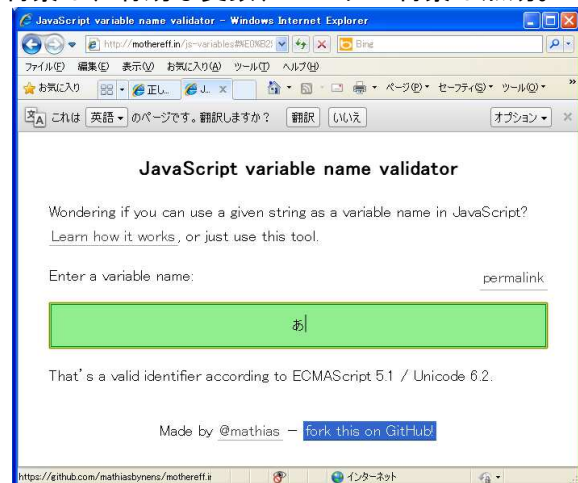 JavaScript variable name validator - Windows Internet Explorer
http://mothereff.in/js-variables#%E0%B82 Bing
ファイル(F) 編集(E) 表示(V) お気に入り(A) ツール(T) ヘルプ(H)
お気に入り 正し... J... ページ(P) セーフティ(S) ツール(O) »
これは 英語 のページです。翻訳しますか? 翻訳 いいえ オプション
JavaScript variable name validator
Wondering if you can use a given string as a variable name in JavaScript?
Learn how it works, or just use this tool.
Enter a variable name: permalink
あ
That's a valid identifier according to ECMAScript 5.1 / Unicode 6.2.
Made by @mathias – fork this on GitHub!
https://github.com/mathiasbynens/mothereff.ir インターネット